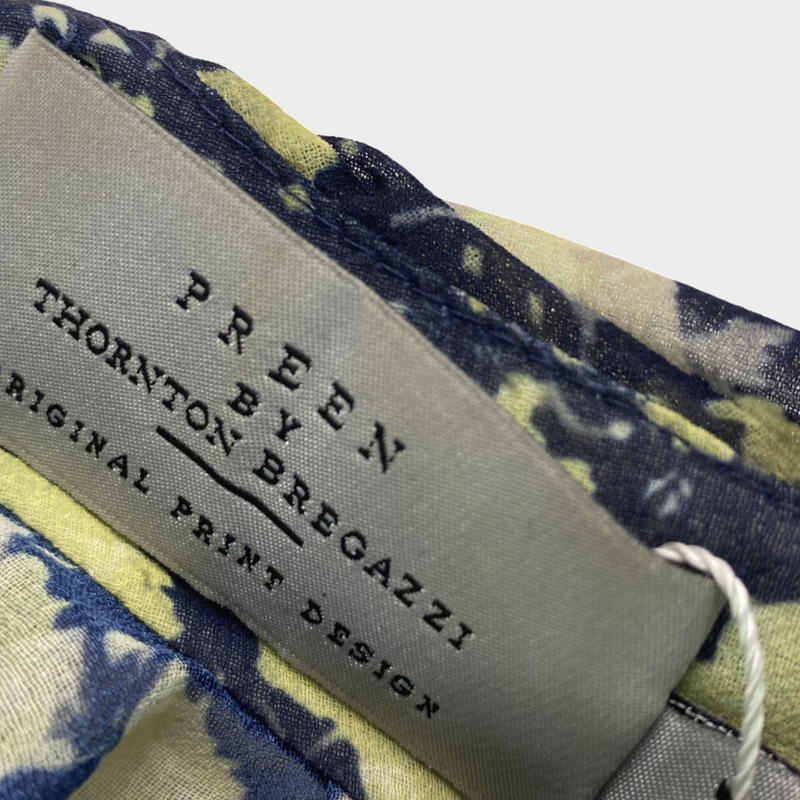 PREEN
BY
THORNTON BREGAZZI
ORIGINAL PRINT DESIGN